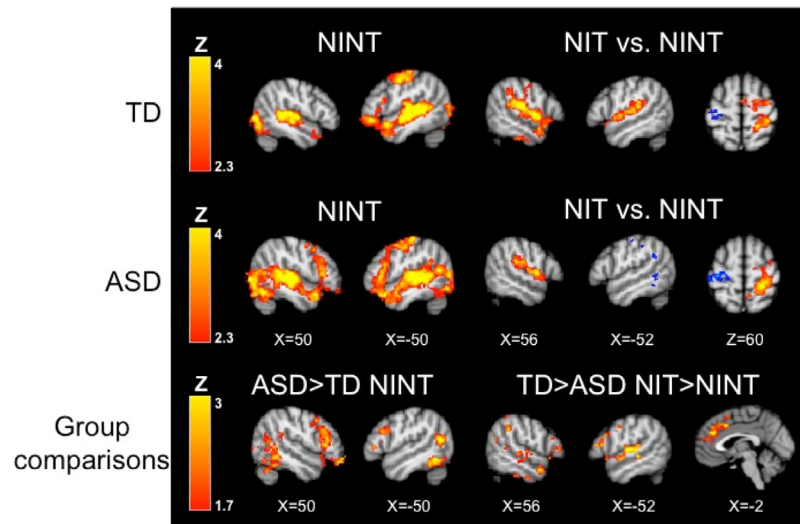 NINT NIT vs. NINT
Z
4
TD
2.3
NINT NIT vs. NINT
Z
4
ASD
2.3
X=50 X=-50 X=56 X=-52 Z=60
ASD>TD NINT TD>ASD NIT>NINT
Z
3
Group
comparisons
1.7
X=50 X=-50 X=56 X=-52 X=-2